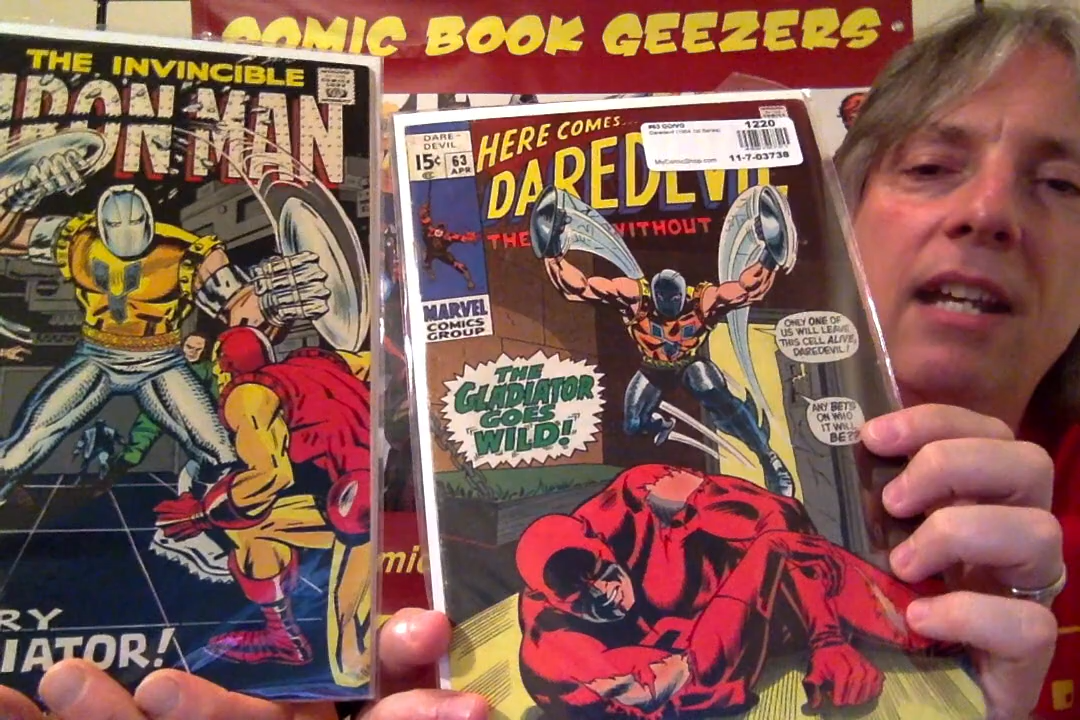 COMIC BOOK GEEZERS
THE INVINCIBLE
IRON MAN
RY
IATOR!
DARE-
DEVIL
15¢
63
APR
MARVEL
COMICS
GROUP
HERE COMES...
DAREDEVIL
THE WITHOUT
1220
MyComicShop.com
11-7-03738
ONLY ONE OF
US WILL LEAVE
THIS CELL ALIVE,
DAREDEVIL!
ANY BETS
ON WHO
IT WILL
BE??
THE
GLADIATOR
GOES
WILD!
omic